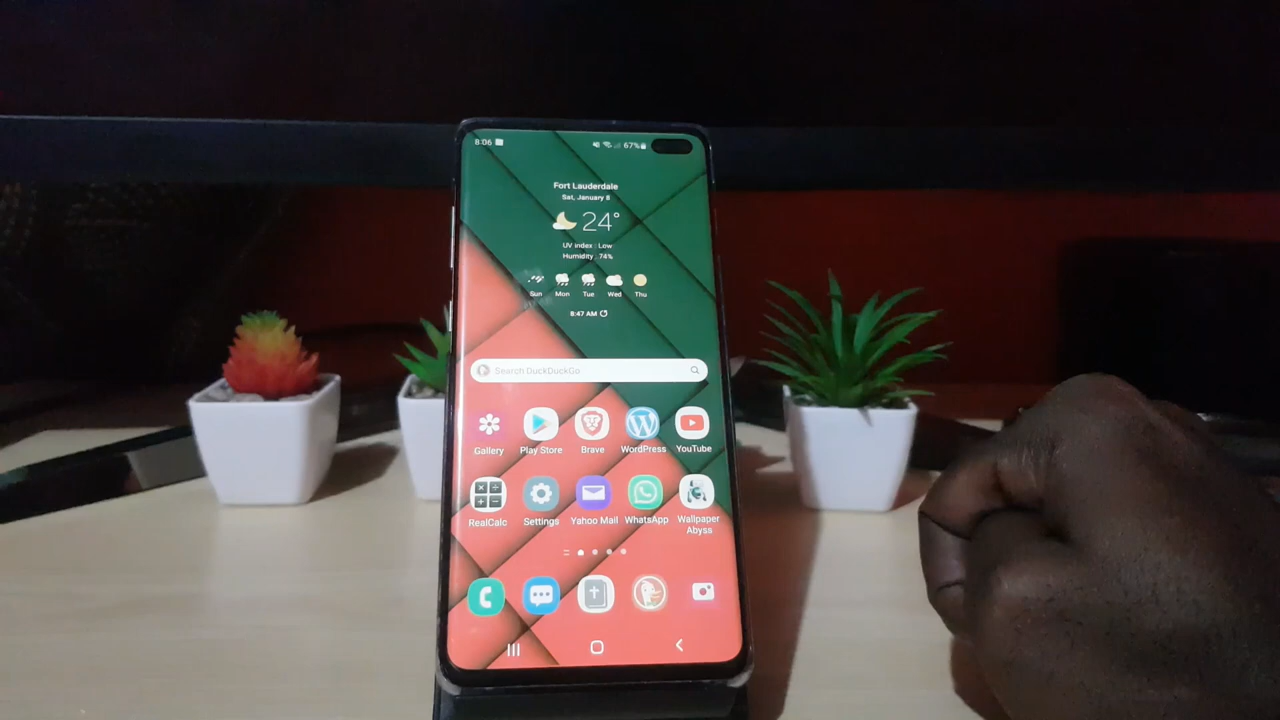 8:06 67%
Fort Lauderdale
Sat, January 8
24°
UV index : Low
Humidity : 74%
Sun Mon Tue Wed Thu
8:47 AM
Search DuckDuckGo
Gallery Play Store Brave WordPress YouTube
RealCalc Settings Yahoo Mail WhatsApp Wallpaper
Abyss